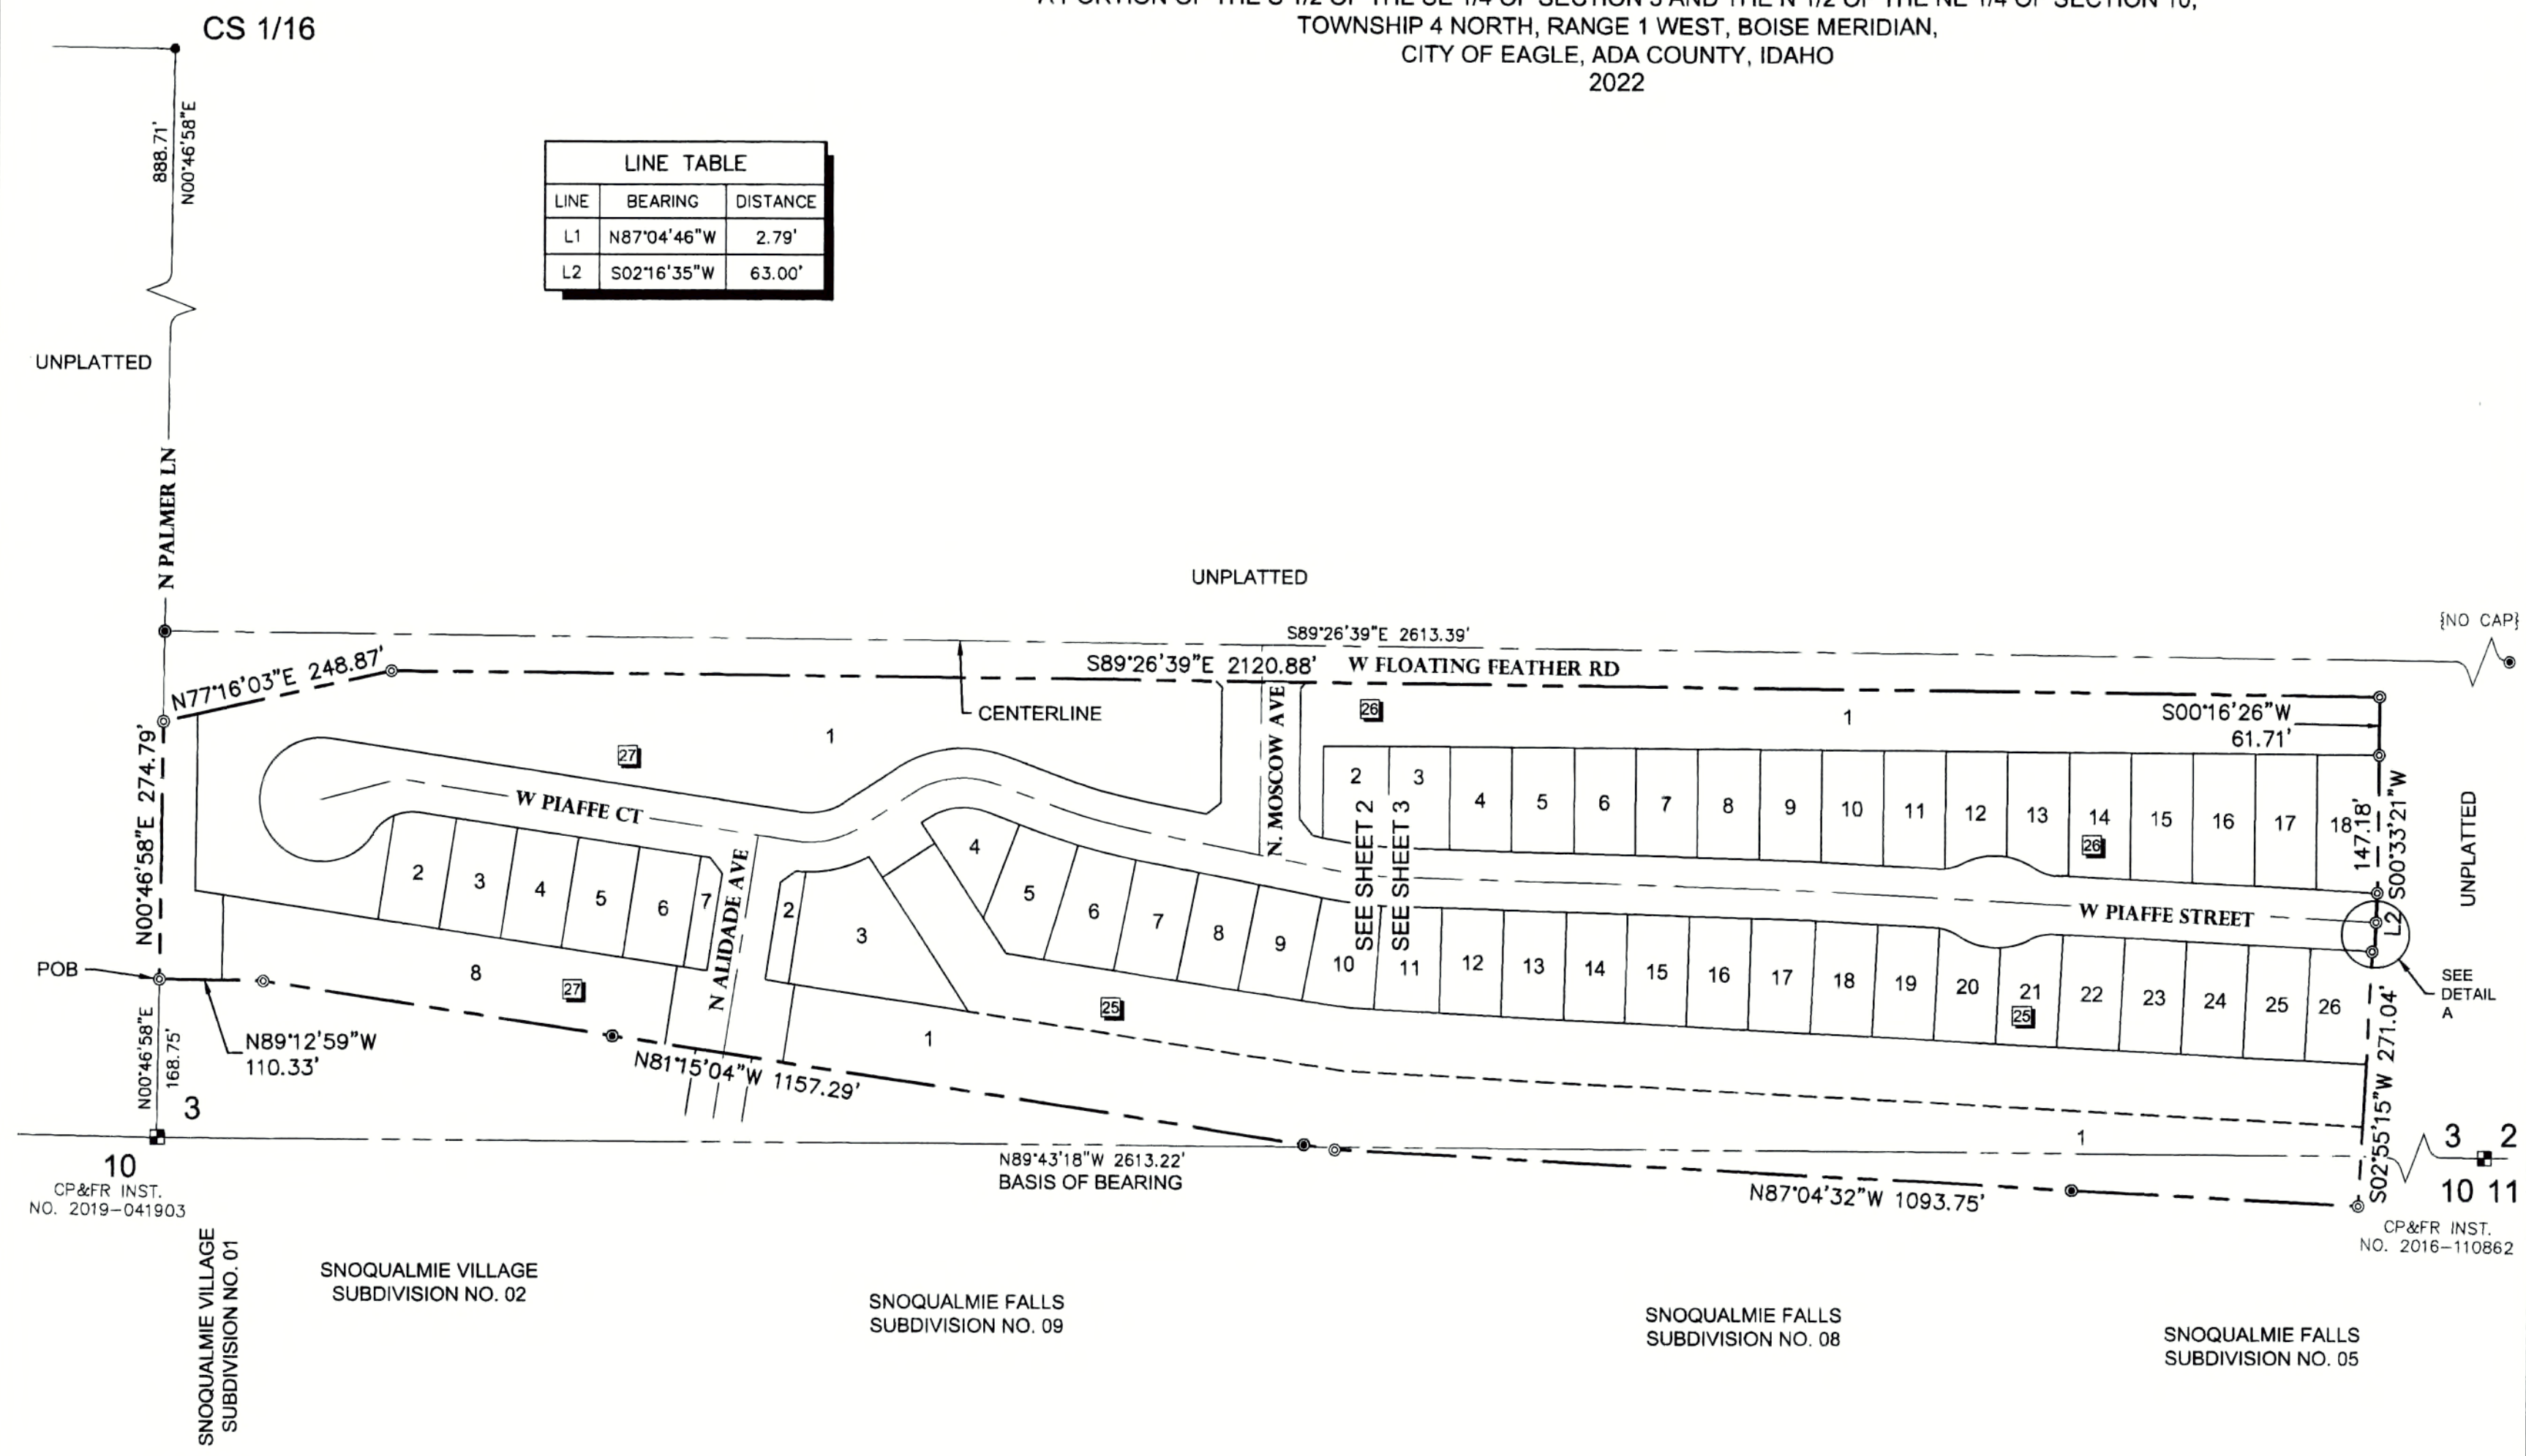 TOWNSHIP 4 NORTH, RANGE 1 WEST, BOISE MERIDIAN,
CITY OF EAGLE, ADA COUNTY, IDAHO
2022
CS 1/16
888.71'
N00°46'58"E
LINE TABLE
LINE BEARING DISTANCE
L1 N87°04'46"W 2.79'
L2 S02°16'35"W 63.00'
UNPLATTED
N PALMER LN
UNPLATTED
{NO CAP}
S89°26'39"E 2613.39'
N77°16'03"E 248.87'
S89°26'39"E 2120.88'
W FLOATING FEATHER RD
CENTERLINE
N. MOSCOW AVE
26
1
S00°16'26"W
61.71'
27
1
N00°46'58"E 274.79'
W PIAFFE CT
2
3
4
5
6
7
8
9
10
11
12
13
14
26
15
16
17
18
147.18'
S00°33'21"W
UNPLATTED
2
3
4
5
6
7
N ALIDADE AVE
2
3
4
5
6
7
8
9
10
SEE SHEET 2
SEE SHEET 3
11
12
13
14
15
16
17
18
19
20
21
25
22
23
24
25
26
W PIAFFE STREET
L2
SEE
DETAIL
A
POB
8
27
25
1
N89°12'59"W
110.33'
N00°46'58"E
168.75'
N81°15'04"W 1157.29'
S02°55'15"W 271.04'
1
3
10
CP&FR INST.
NO. 2019-041903
N89°43'18"W 2613.22'
BASIS OF BEARING
N87°04'32"W 1093.75'
3 2
10 11
CP&FR INST.
NO. 2016-110862
SNOQUALMIE VILLAGE
SUBDIVISION NO. 01
SNOQUALMIE VILLAGE
SUBDIVISION NO. 02
SNOQUALMIE FALLS
SUBDIVISION NO. 09
SNOQUALMIE FALLS
SUBDIVISION NO. 08
SNOQUALMIE FALLS
SUBDIVISION NO. 05